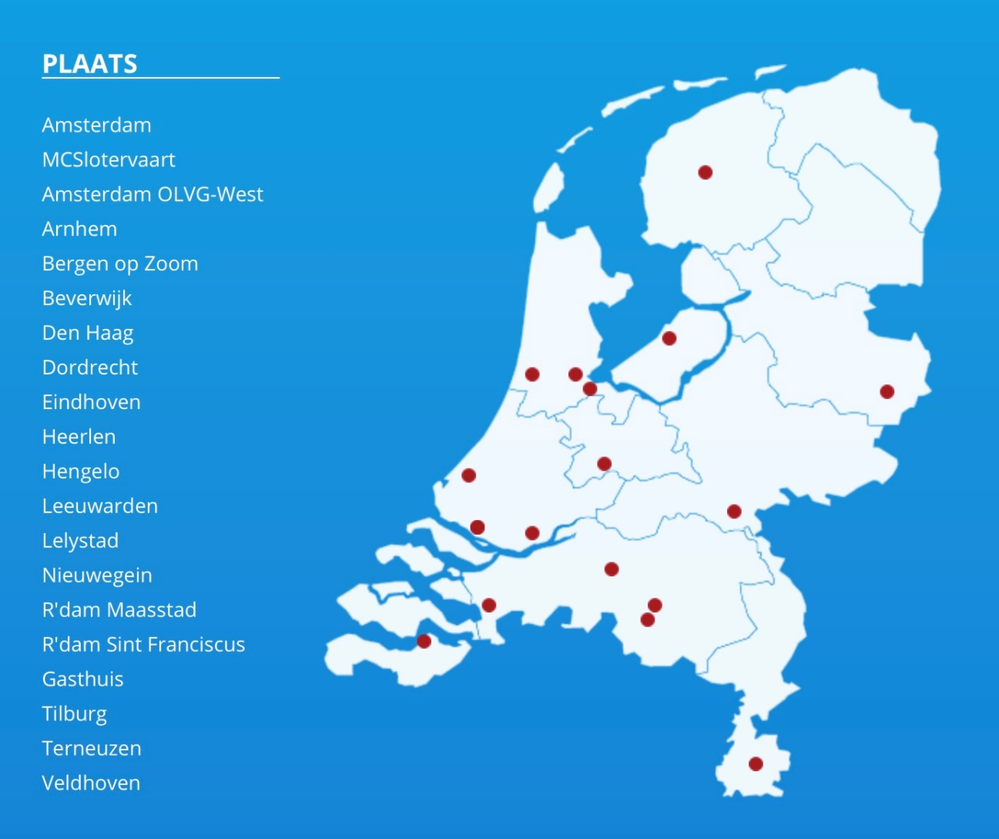 PLAATS
Amsterdam
MCSlotervaart
Amsterdam OLVG-West
Arnhem
Bergen op Zoom
Beverwijk
Den Haag
Dordrecht
Eindhoven
Heerlen
Hengelo
Leeuwarden
Lelystad
Nieuwegein
R'dam Maasstad
R'dam Sint Franciscus
Gasthuis
Tilburg
Terneuzen
Veldhoven